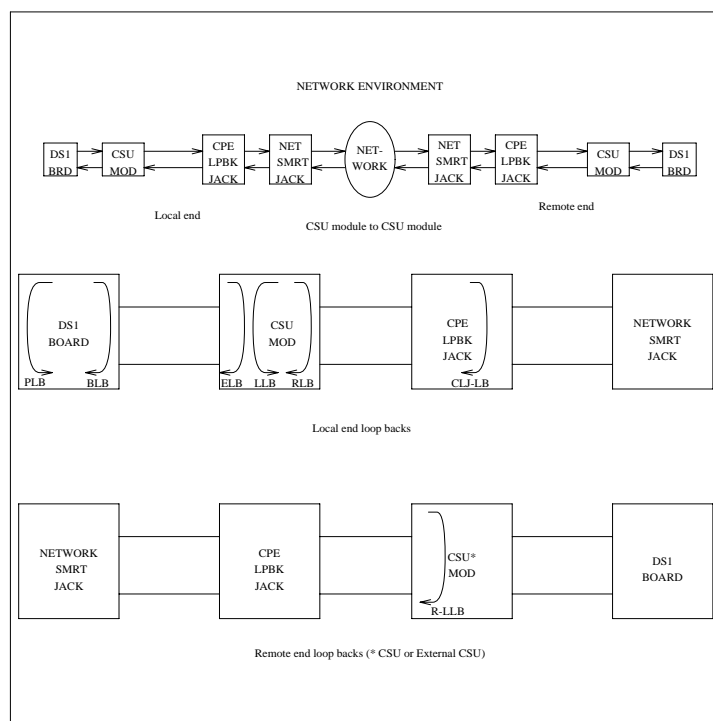 NETWORK ENVIRONMENT
DS1
BRD
CSU
MOD
CPE
LPBK
JACK
NET
SMRT
JACK
NET-
WORK
NET
SMRT
JACK
CPE
LPBK
JACK
CSU
MOD
DS1
BRD
Local end
Remote end
CSU module to CSU module
DS1
BOARD
PLB
BLB
CSU
MOD
ELB
LLB
RLB
CPE
LPBK
JACK
CLJ-LB
NETWORK
SMRT
JACK
Local end loop backs
NETWORK
SMRT
JACK
CPE
LPBK
JACK
CSU*
MOD
R-LLB
DS1
BOARD
Remote end loop backs (* CSU or External CSU)